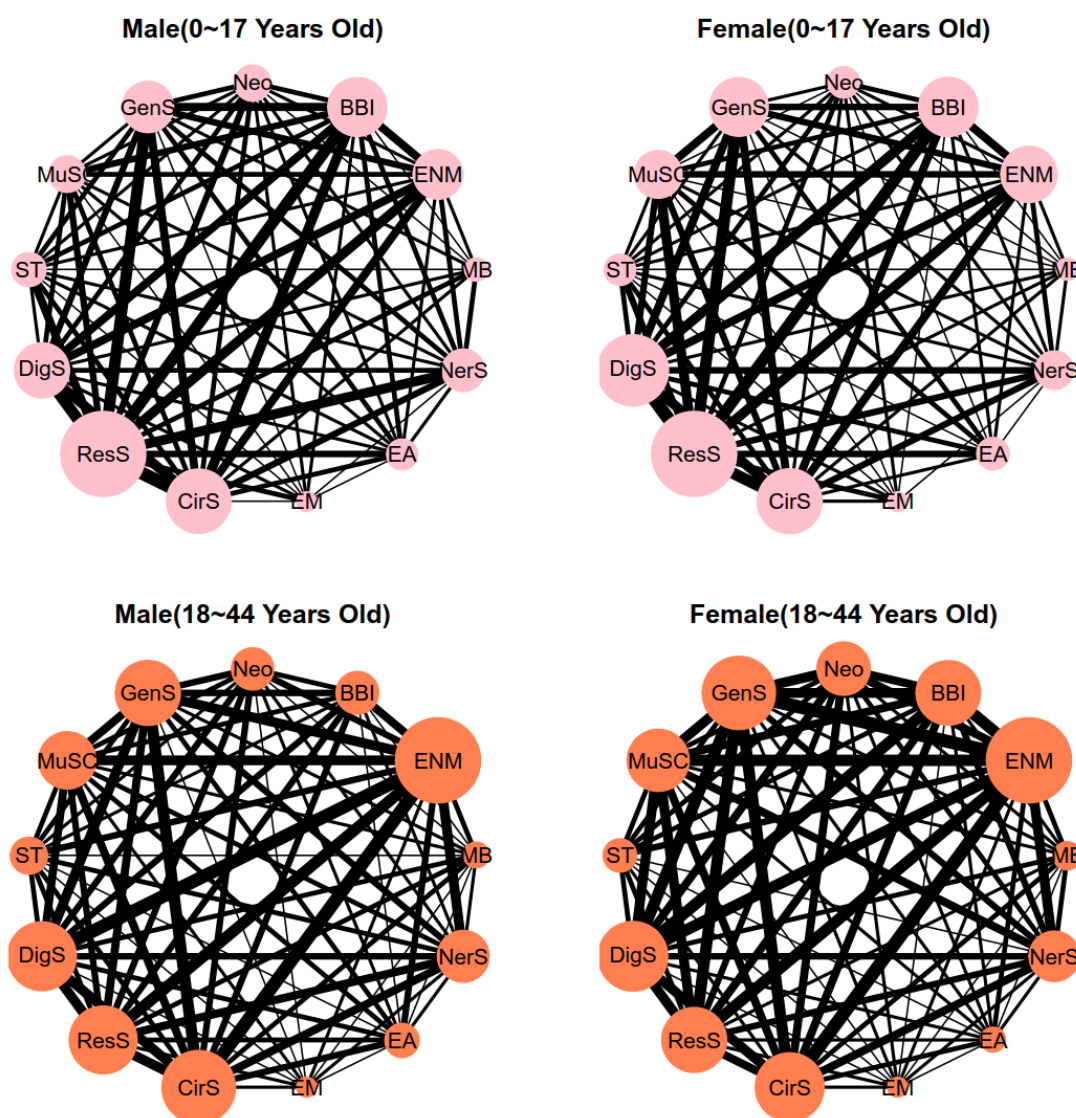 Male(0~17 Years Old)
Neo
GenS
BBI
MuSC
ENM
ST
MB
DigS
NerS
ResS
EA
CirS
EM
Female(0~17 Years Old)
Neo
GenS
BBI
MuSC
ENM
ST
MB
DigS
NerS
ResS
EA
CirS
EM
Male(18~44 Years Old)
Neo
GenS
BBI
MuSC
ENM
ST
MB
DigS
NerS
ResS
EA
CirS
EM
Female(18~44 Years Old)
Neo
GenS
BBI
MuSC
ENM
ST
MB
DigS
NerS
ResS
EA
CirS
EM